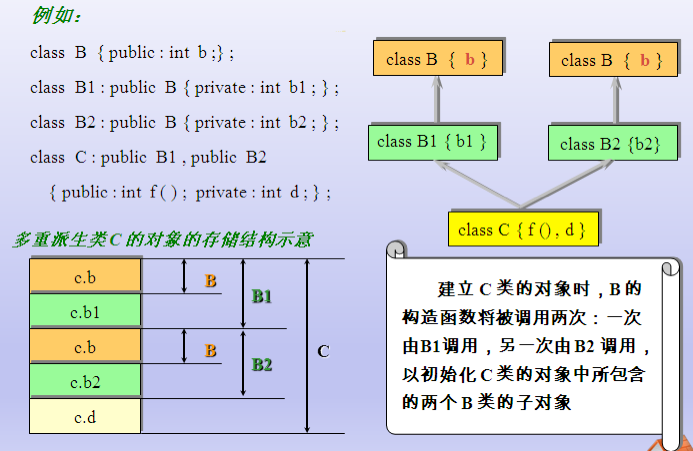 例如：
class B { public : int b ;} ;
class B1 : public B { private : int b1 ; } ;
class B2 : public B { private : int b2 ; } ;
class C : public B1 , public B2
{ public : int f ( ) ; private : int d ; } ;
class B { b }
class B { b }
class B1 { b1 }
class B2 {b2}
class C { f () , d }
多重派生类 C 的对象的存储结构示意
c.b
c.b1
c.b
c.b2
c.d
B
B1
B
B2
C
建立 C 类的对象时，B 的
构造函数将被调用两次：一次
由B1调用，另一次由B2 调用，
以初始化 C 类的对象中所包含
的两个 B 类的子对象